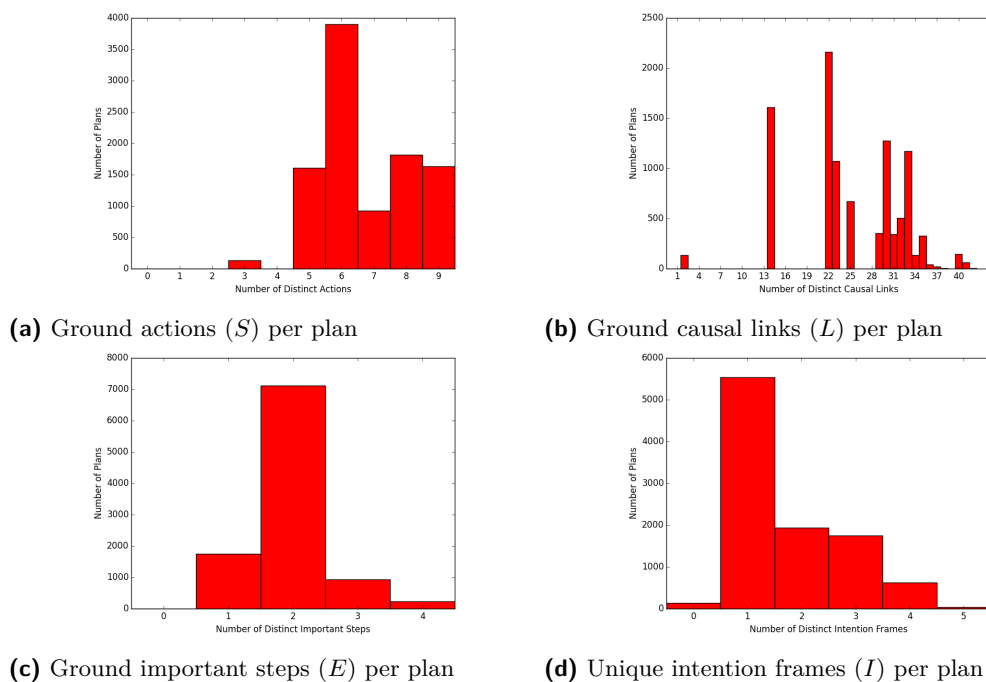 4000
3500
3000
2500
2000
1500
1000
500
0
Number of Plans
0 1 2 3 4 5 6 7 8 9
Number of Distinct Actions
(a) Ground actions (S) per plan
2500
2000
1500
1000
500
0
Number of Plans
1 4 7 10 13 16 19 22 25 28 31 34 37 40
Number of Distinct Causal Links
(b) Ground causal links (L) per plan
8000
7000
6000
5000
4000
3000
2000
1000
0
Number of Plans
0 1 2 3 4
Number of Distinct Important Steps
(c) Ground important steps (E) per plan
6000
5000
4000
3000
2000
1000
0
Number of Plans
0 1 2 3 4 5
Number of Distinct Intention Frames
(d) Unique intention frames (I) per plan